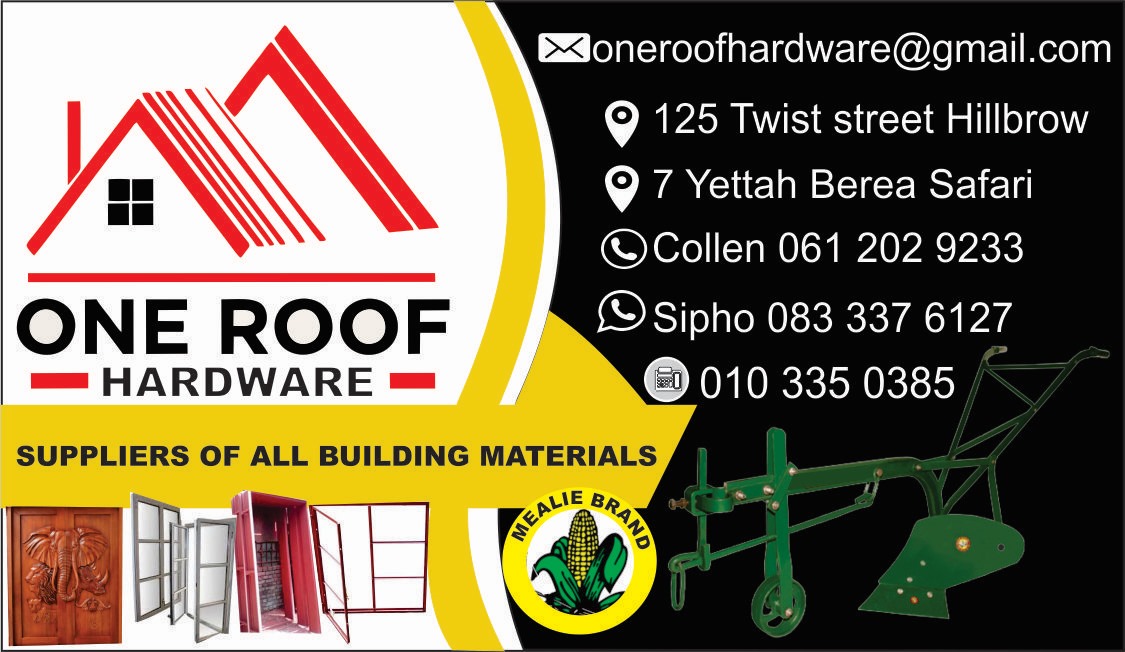 ONE ROOF
HARDWARE
SUPPLIERS OF ALL BUILDING MATERIALS
oneroofhardware@gmail.com
125 Twist street Hillbrow
7 Yettah Berea Safari
Collen 061 202 9233
Sipho 083 337 6127
010 335 0385
MEALIE BRAND